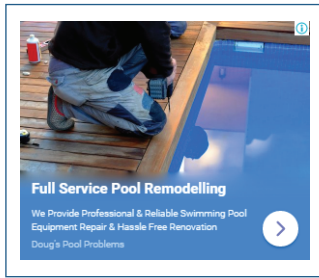 Full Service Pool Remodelling
We Provide Professional & Reliable Swimming Pool
Equipment Repair & Hassle Free Renovation
Doug's Pool Problems